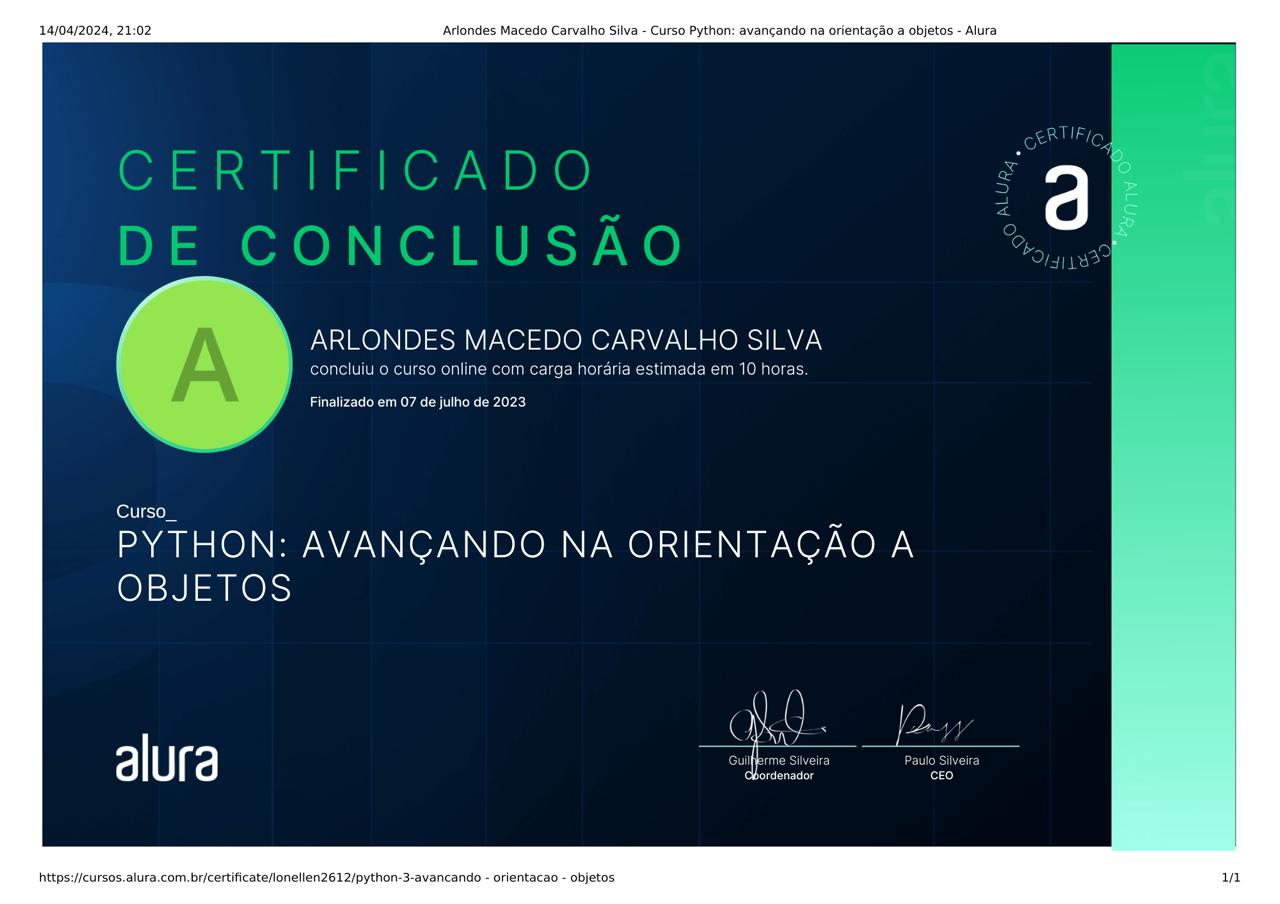 14/04/2024, 21:02
Arlondes Macedo Carvalho Silva - Curso Python: avançando na orientação a objetos - Alura
alura
CERTIFICADO
DE CONCLUSÃO
• CERTIFICADO ALURA • CERTIFICADO ALURA
a
A
ARLONDES MACEDO CARVALHO SILVA
concluiu o curso online com carga horária estimada em 10 horas.
Finalizado em 07 de julho de 2023
Curso_
PYTHON: AVANÇANDO NA ORIENTAÇÃO A
OBJETOS
alura
Guilherme Silveira
Coordenador
Paulo Silveira
CEO
https://cursos.alura.com.br/certificate/lonellen2612/python-3-avancando - orientacao - objetos
1/1